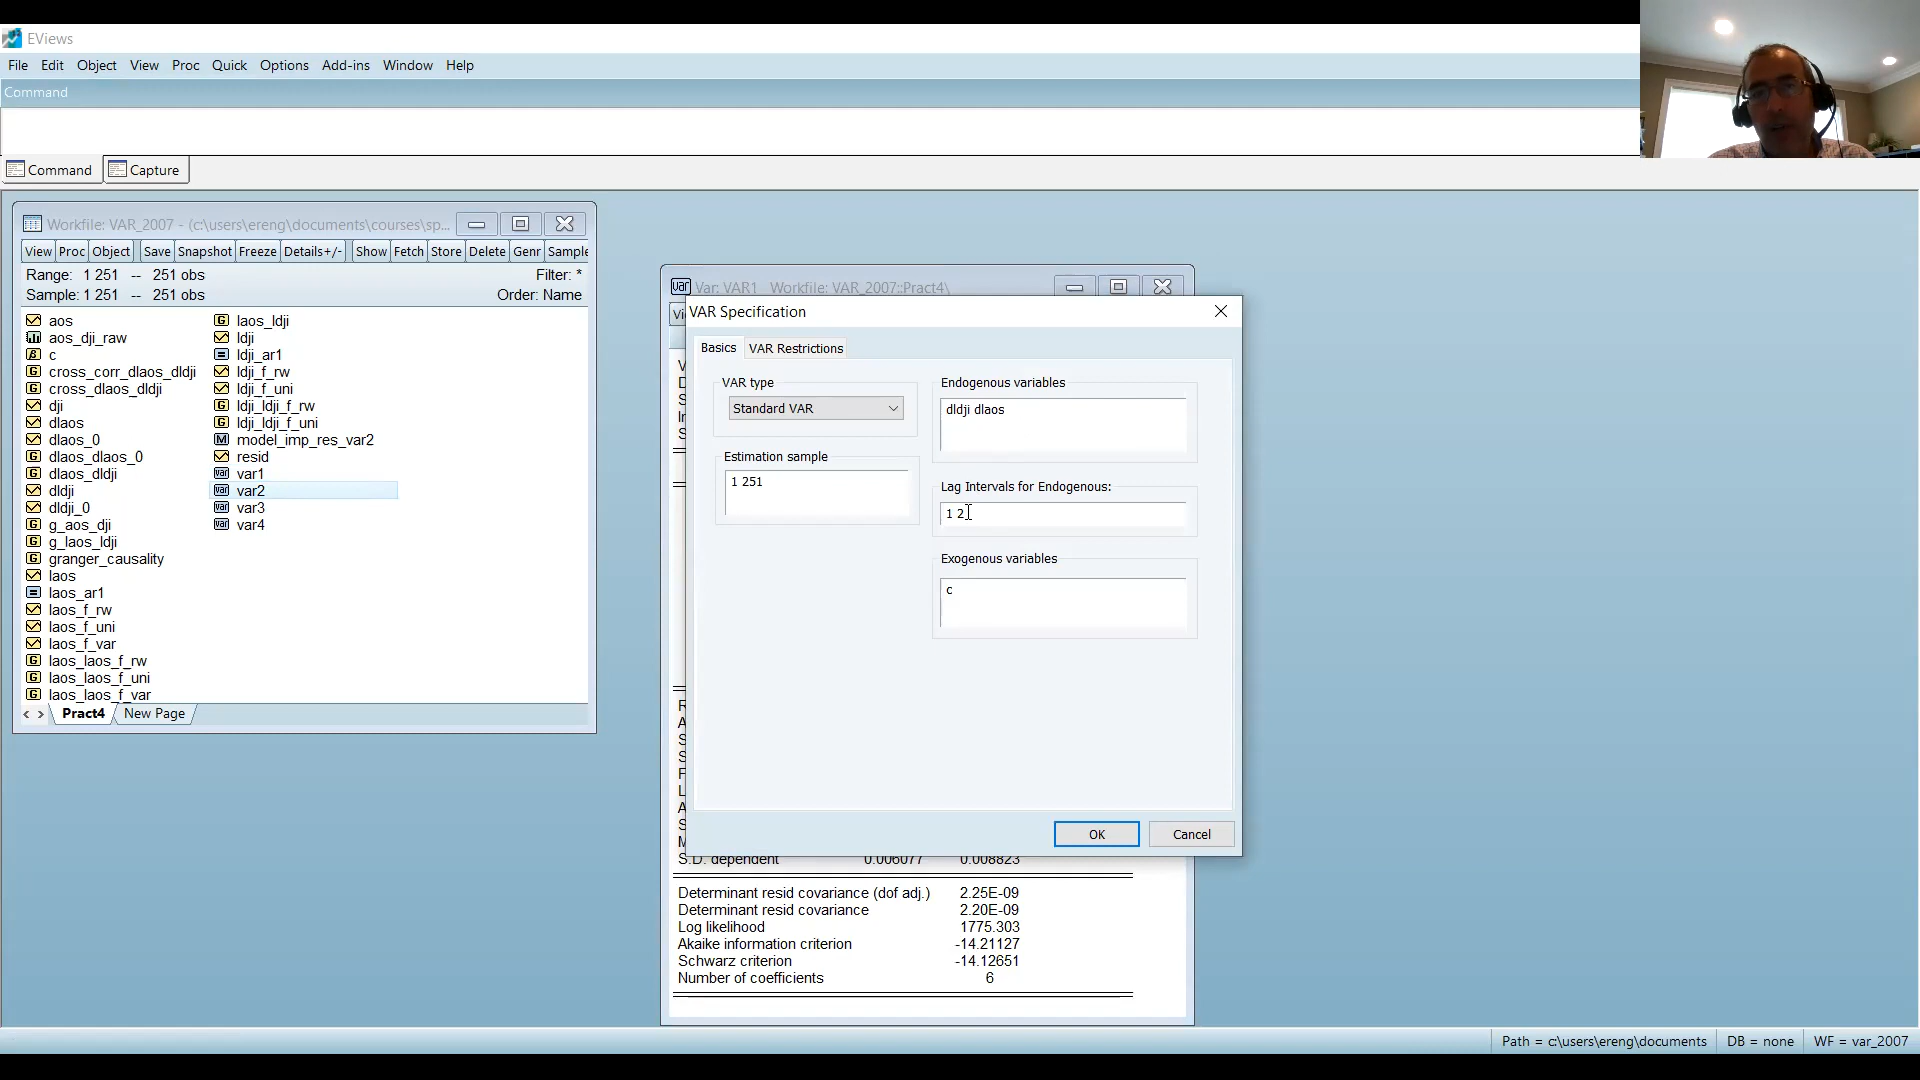 EViews
File Edit Object View Proc Quick Options Add-ins Window Help
Command
Command Capture
Workfile: VAR_2007 - (c:\users\ereng\documents\courses\sp...
View Proc Object Save Snapshot Freeze Details+/- Show Fetch Store Delete Genr Sample
Range: 1 251 -- 251 obs Filter: *
Sample: 1 251 -- 251 obs Order: Name
aos
aos_dji_raw
β c
G cross_corr_dlaos_dldji
G cross_dlaos_dldji
dji
dlaos
dlaos_0
G dlaos_dlaos_0
G dlaos_dldji
dldji
dldji_0
G g_aos_dji
G g_laos_ldji
G granger_causality
laos
= laos_ar1
laos_f_rw
laos_f_uni
laos_f_var
G laos_laos_f_rw
G laos_laos_f_uni
G laos_laos_f_var
G laos_ldji
ldji
= ldji_ar1
ldji_f_rw
ldji_f_uni
G ldji_ldji_f_rw
G ldji_ldji_f_uni
M model_imp_res_var2
resid
var var1
var var2
var var3
var var4
< > Pract4 New Page
var Var: VAR1 Workfile: VAR_2007::Pract4\
VAR Specification
Basics VAR Restrictions
VAR type
Standard VAR
Estimation sample
1 251
Endogenous variables
dldji dlaos
Lag Intervals for Endogenous:
1 2
Exogenous variables
c
OK Cancel
S.D. dependent 0.006077 0.008823
Determinant resid covariance (dof adj.) 2.25E-09
Determinant resid covariance 2.20E-09
Log likelihood 1775.303
Akaike information criterion -14.21127
Schwarz criterion -14.12651
Number of coefficients 6
Path = c:\users\ereng\documents DB = none WF = var_2007